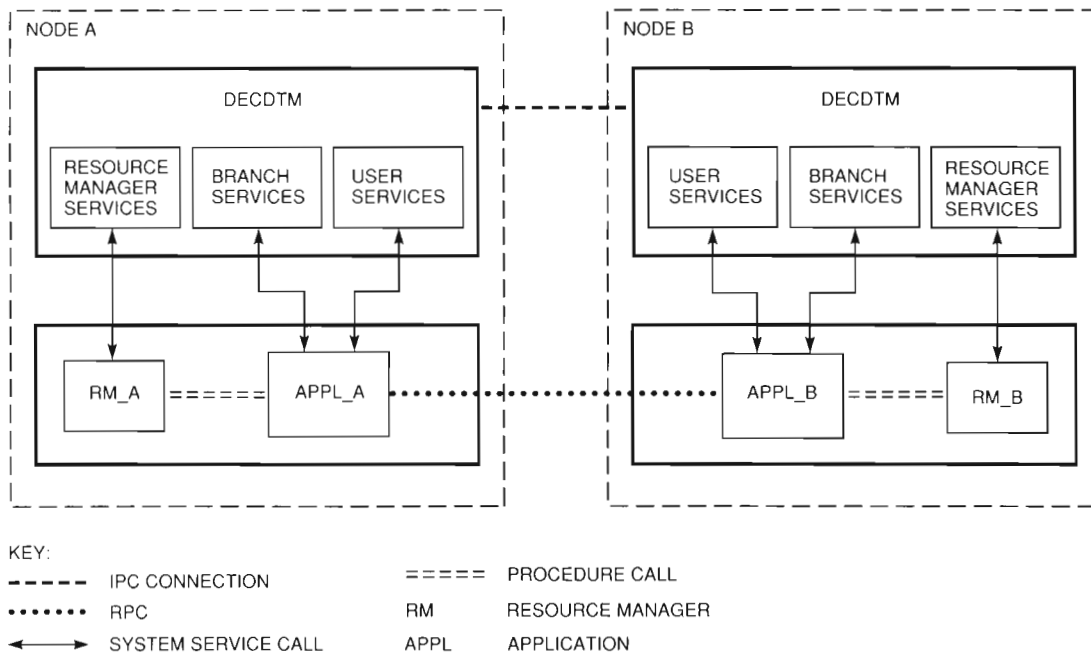 NODE A
DECDTM
RESOURCE
MANAGER
SERVICES
BRANCH
SERVICES
USER
SERVICES
RM_A
APPL_A
NODE B
DECDTM
USER
SERVICES
BRANCH
SERVICES
RESOURCE
MANAGER
SERVICES
APPL_B
RM_B
KEY:
IPC CONNECTION
RPC
SYSTEM SERVICE CALL
PROCEDURE CALL
RM RESOURCE MANAGER
APPL APPLICATION